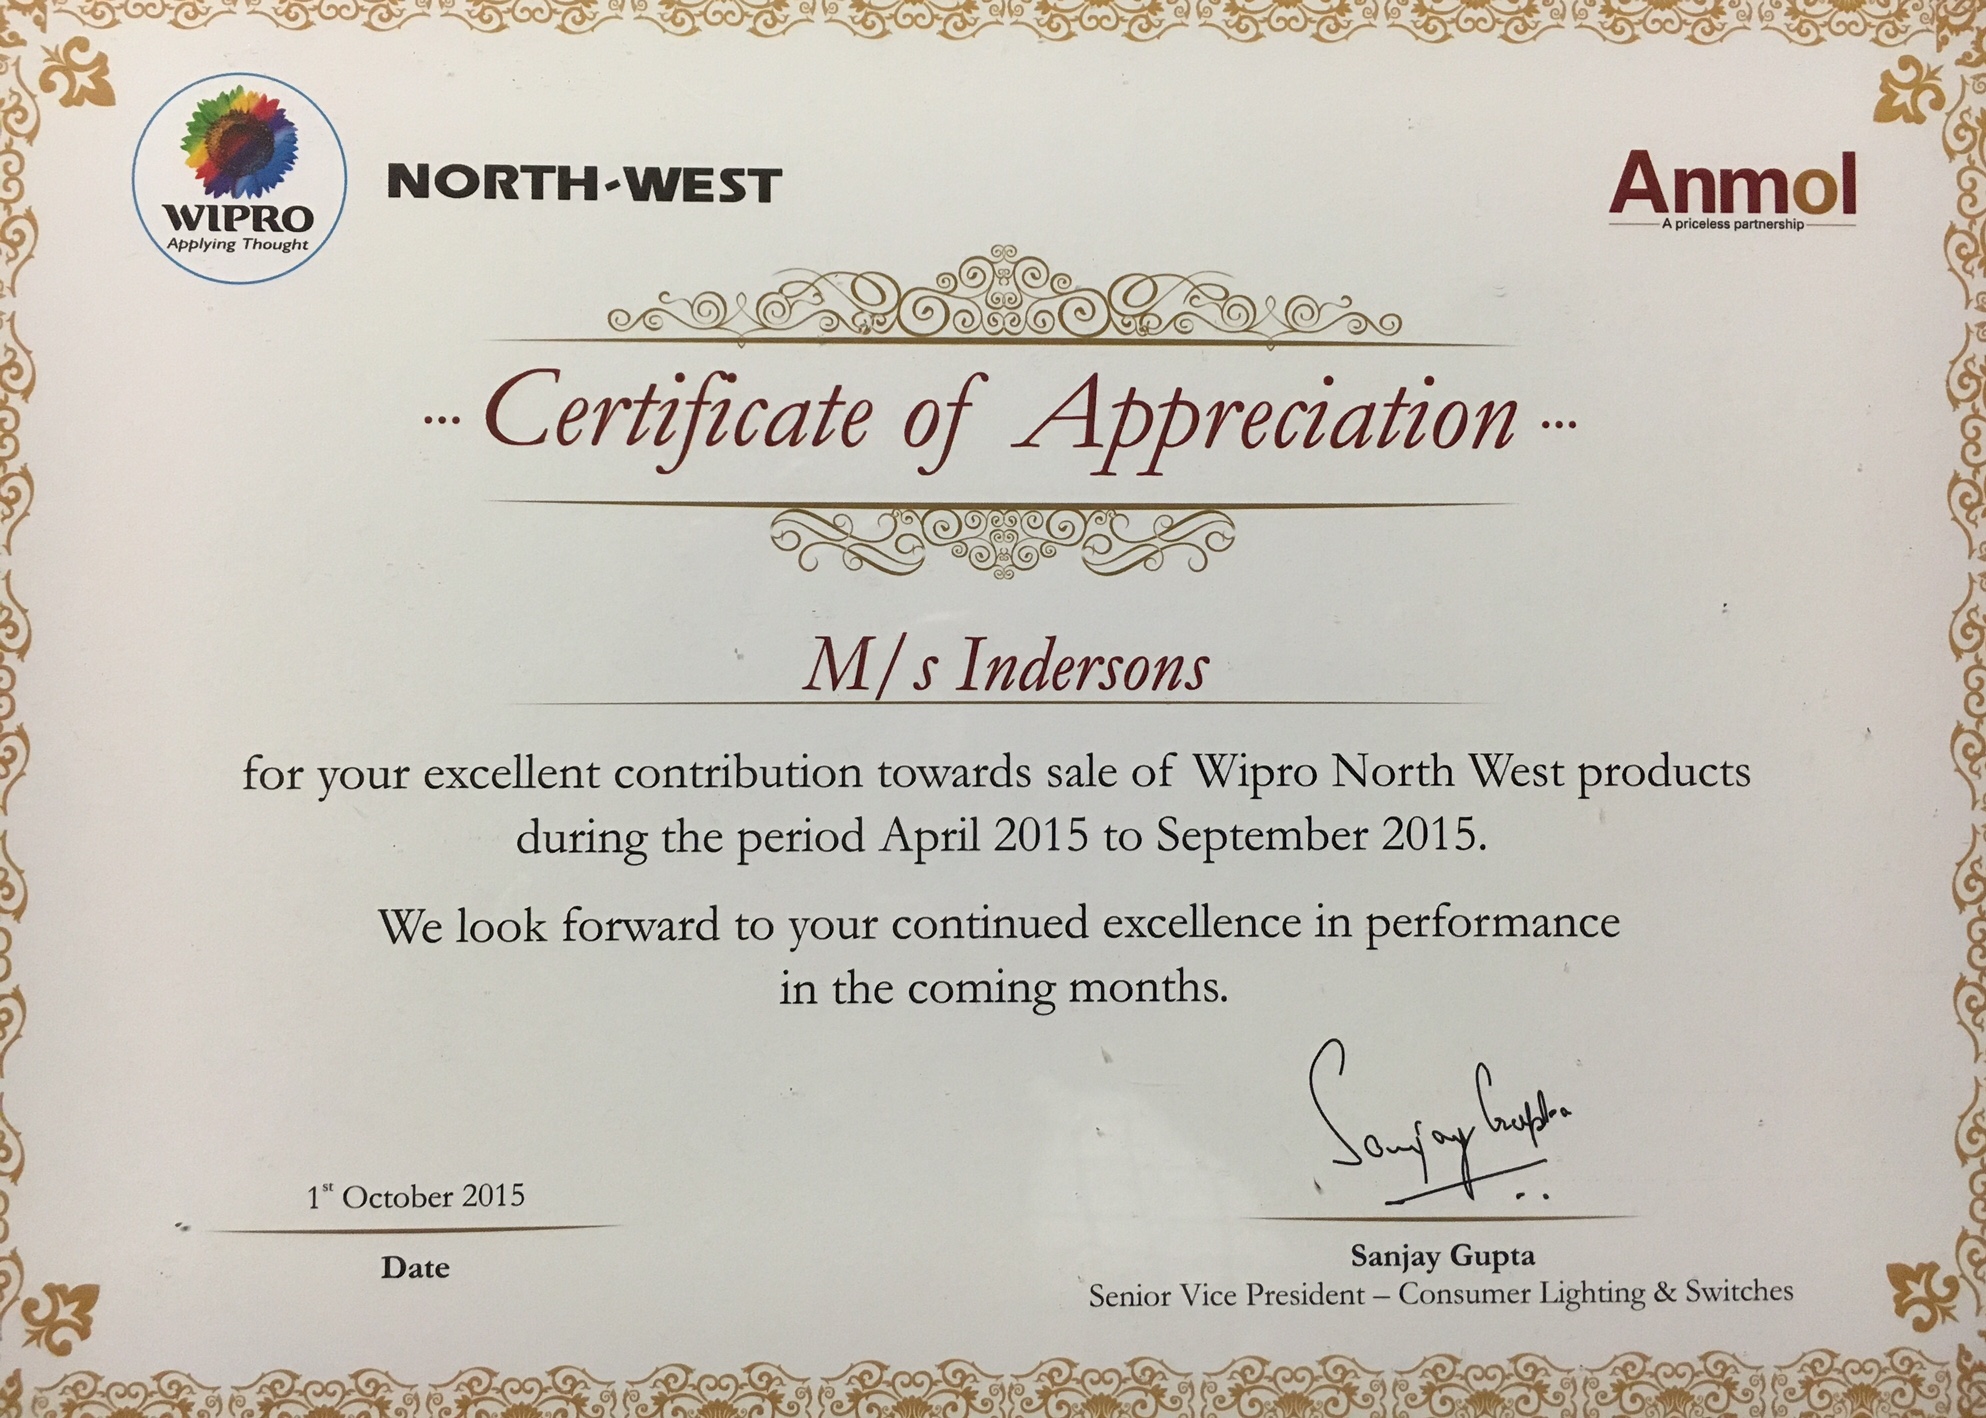 WIPRO
Applying Thought
NORTH-WEST
Anmol
A priceless partnership
... Certificate of Appreciation ...
M/s Indersons
for your excellent contribution towards sale of Wipro North West products
during the period April 2015 to September 2015.
We look forward to your continued excellence in performance
in the coming months.
Sanjay Gupta
1st October 2015
Date
Sanjay Gupta
Senior Vice President – Consumer Lighting & Switches